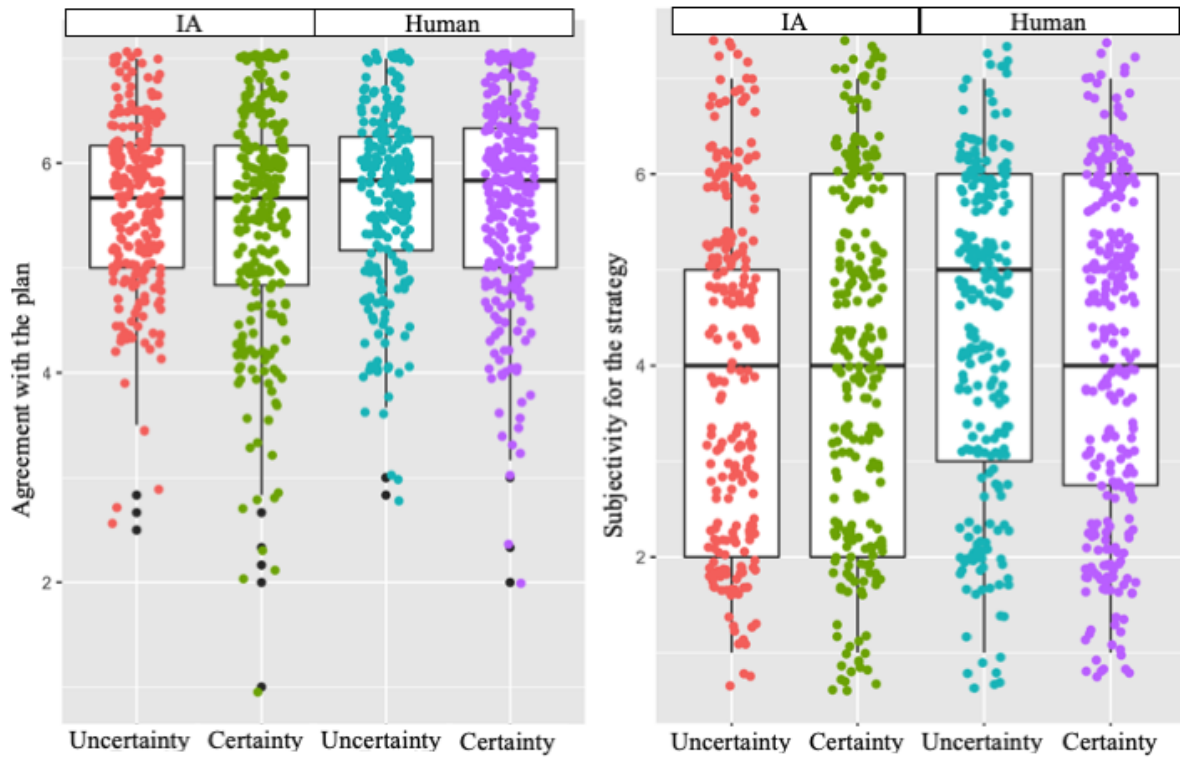 IA Human
Agreement with the plan
6
4
2
Uncertainty Certainty Uncertainty Certainty
IA Human
Subjectivity for the strategy
6
4
2
Uncertainty Certainty Uncertainty Certainty